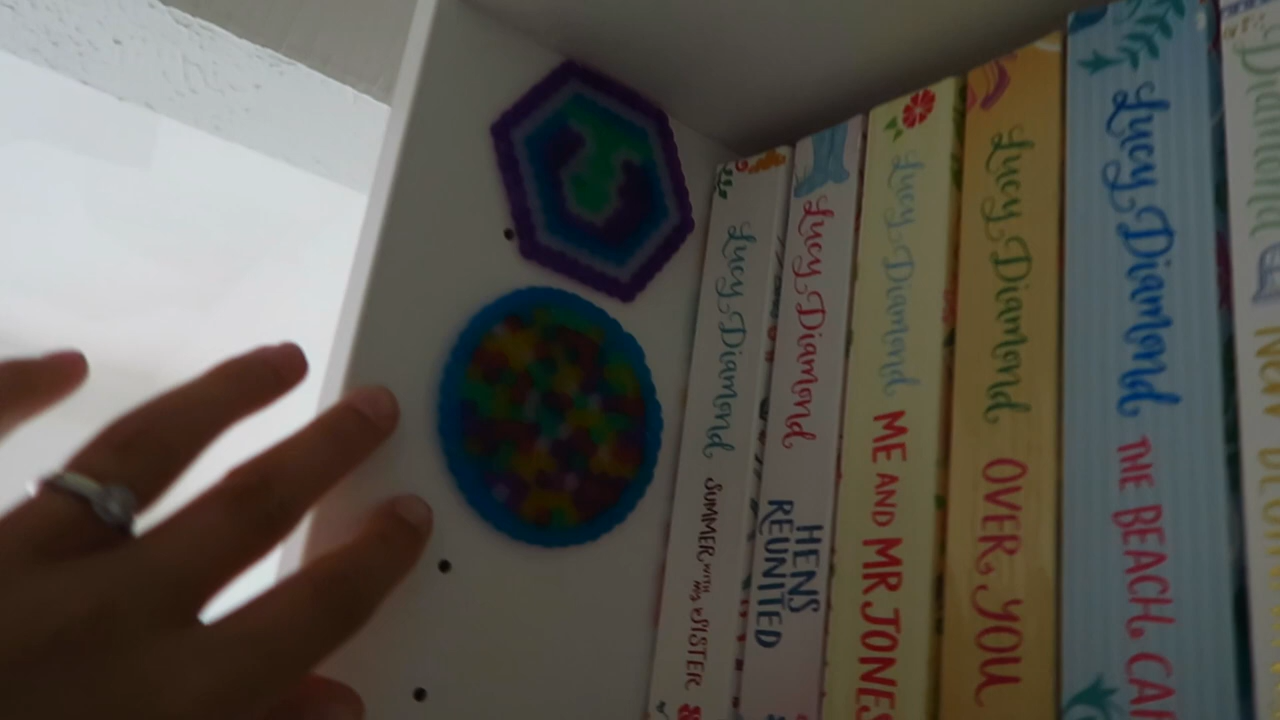 Lucy Diamond SUMMER WITH MY SISTER
Lucy Diamond HENS
REUNITED
Lucy Diamond ME AND MR JONES
Lucy Diamond OVER YOU
Lucy Diamond THE BEACH CA
Diamond